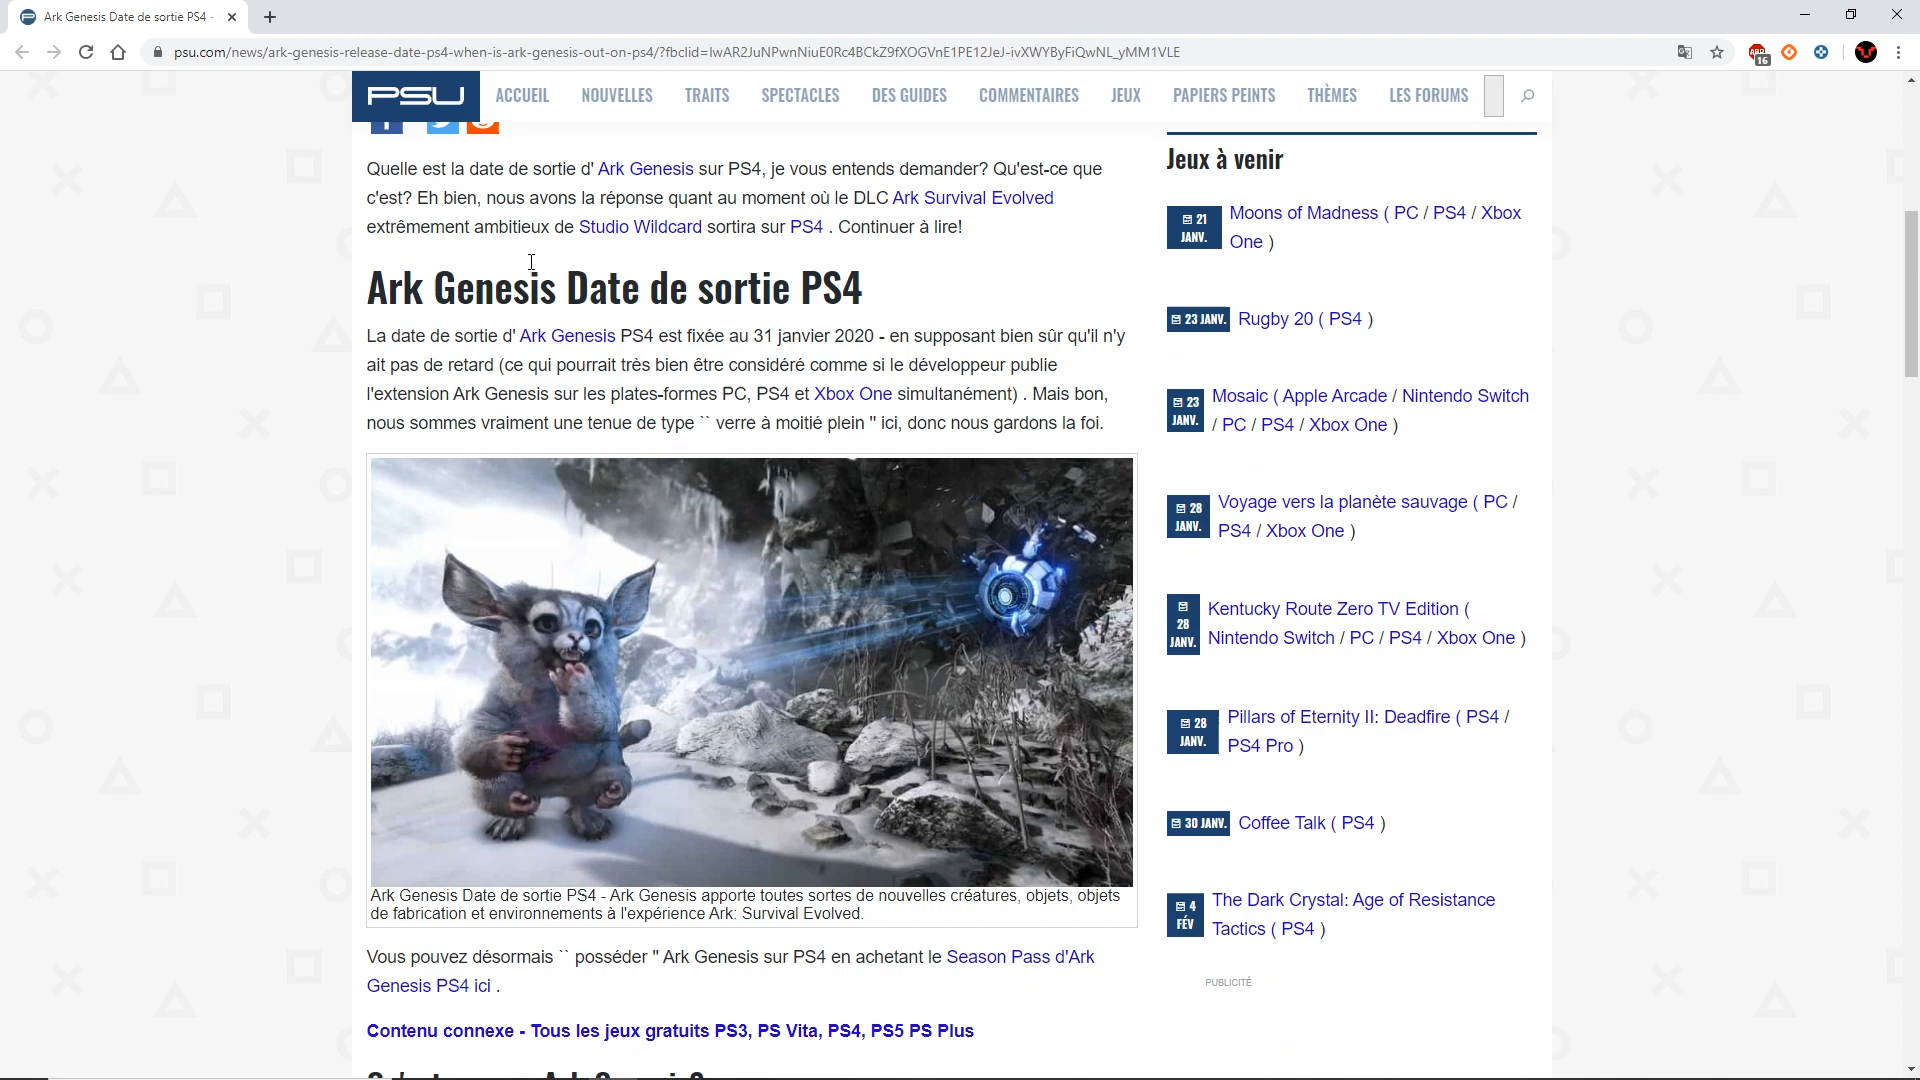 Ark Genesis Date de sortie PS4 -
psu.com/news/ark-genesis-release-date-ps4-when-is-ark-genesis-out-on-ps4/?fbclid=IwAR2JuNPwnNiuE0Rc4BCkZ9fXOGVnE1PE12JeJ-ivXWYByFiQwNL_yMM1VLE
16
PSU ACCUEIL NOUVELLES TRAITS SPECTACLES DES GUIDES COMMENTAIRES JEUX PAPIERS PEINTS THÈMES LES FORUMS
Quelle est la date de sortie d' Ark Genesis sur PS4, je vous entends demander? Qu'est-ce que
c'est? Eh bien, nous avons la réponse quant au moment où le DLC Ark Survival Evolved
extrêmement ambitieux de Studio Wildcard sortira sur PS4 . Continuer à lire!
Ark Genesis Date de sortie PS4
La date de sortie d' Ark Genesis PS4 est fixée au 31 janvier 2020 - en supposant bien sûr qu'il n'y
ait pas de retard (ce qui pourrait très bien être considéré comme si le développeur publie
l'extension Ark Genesis sur les plates-formes PC, PS4 et Xbox One simultanément) . Mais bon,
nous sommes vraiment une tenue de type `` verre à moitié plein '' ici, donc nous gardons la foi.
Ark Genesis Date de sortie PS4 - Ark Genesis apporte toutes sortes de nouvelles créatures, objets, objets
de fabrication et environnements à l'expérience Ark: Survival Evolved.
Vous pouvez désormais `` posséder '' Ark Genesis sur PS4 en achetant le Season Pass d'Ark
Genesis PS4 ici .
Contenu connexe - Tous les jeux gratuits PS3, PS Vita, PS4, PS5 PS Plus
Jeux à venir
21
JANV.
Moons of Madness ( PC / PS4 / Xbox
One )
23 JANV. Rugby 20 ( PS4 )
23
JANV.
Mosaic ( Apple Arcade / Nintendo Switch
/ PC / PS4 / Xbox One )
28
JANV.
Voyage vers la planète sauvage ( PC /
PS4 / Xbox One )
28
JANV.
Kentucky Route Zero TV Edition (
Nintendo Switch / PC / PS4 / Xbox One )
28
JANV.
Pillars of Eternity II: Deadfire ( PS4 /
PS4 Pro )
30 JANV. Coffee Talk ( PS4 )
4
FÉV
The Dark Crystal: Age of Resistance
Tactics ( PS4 )
PUBLICITÉ